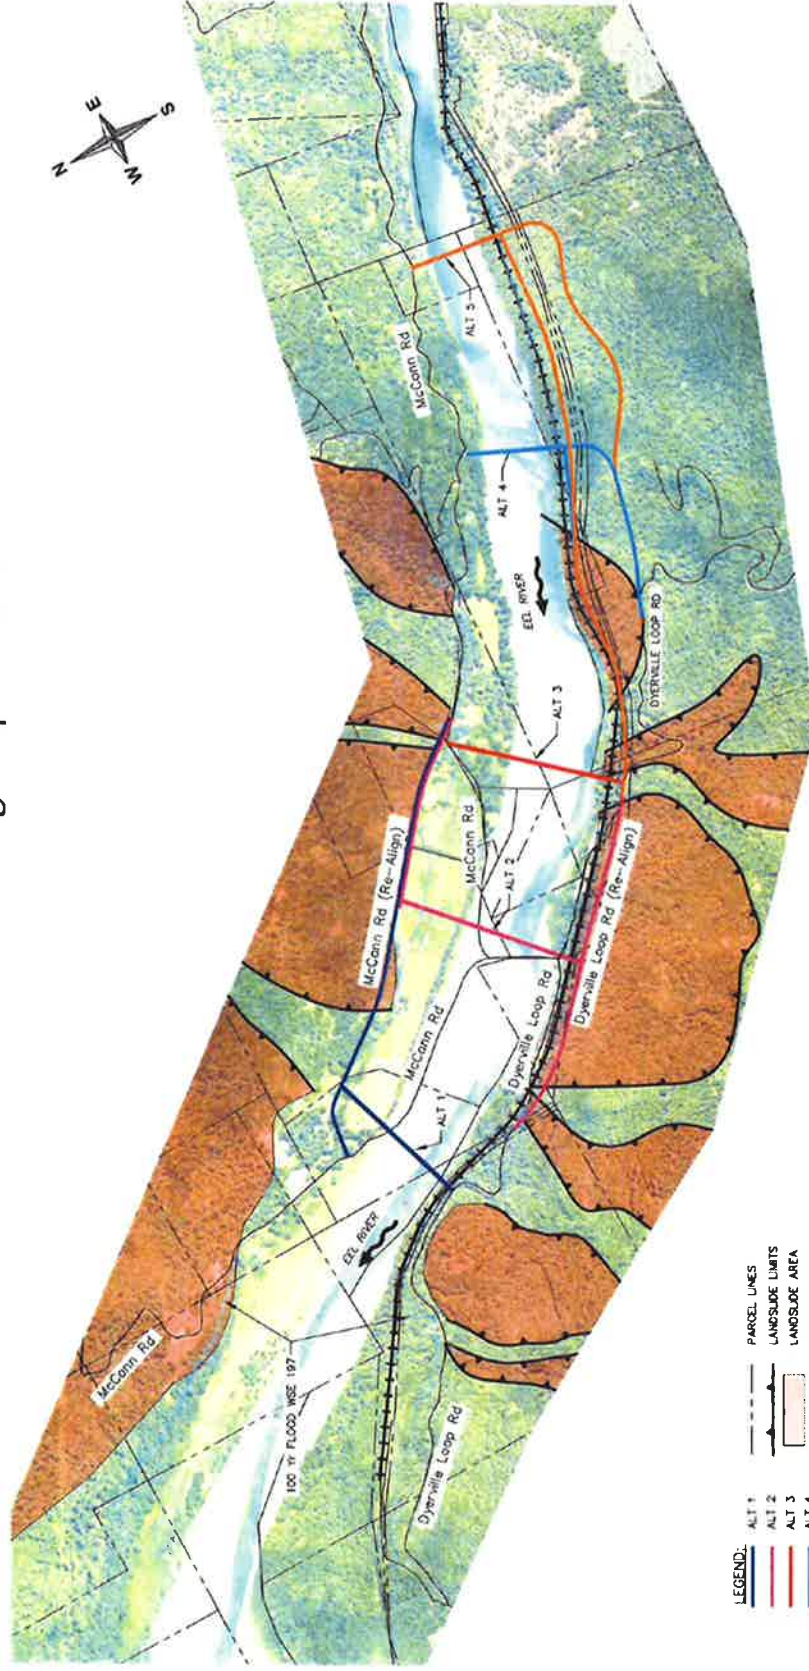 N
E
S
W
McCann Rd
ALT 5
ALT 4
EEL RIVER
DYERVILLE LOOP RD
ALT 3
McCann Rd (Re-Align)
McCann Rd
ALT 2
Dyerville Loop Rd (Re-Align)
Dyerville Loop Rd
McCann Rd
ALT 1
EEL RIVER
McCann Rd
100 Yr FLOOD WSE 197
Dyerville Loop Rd
LEGEND:
ALT 1
ALT 2
ALT 3
ALT 4
PARCEL LINES
LANDSLIDE LIMITS
LANDSLIDE AREA